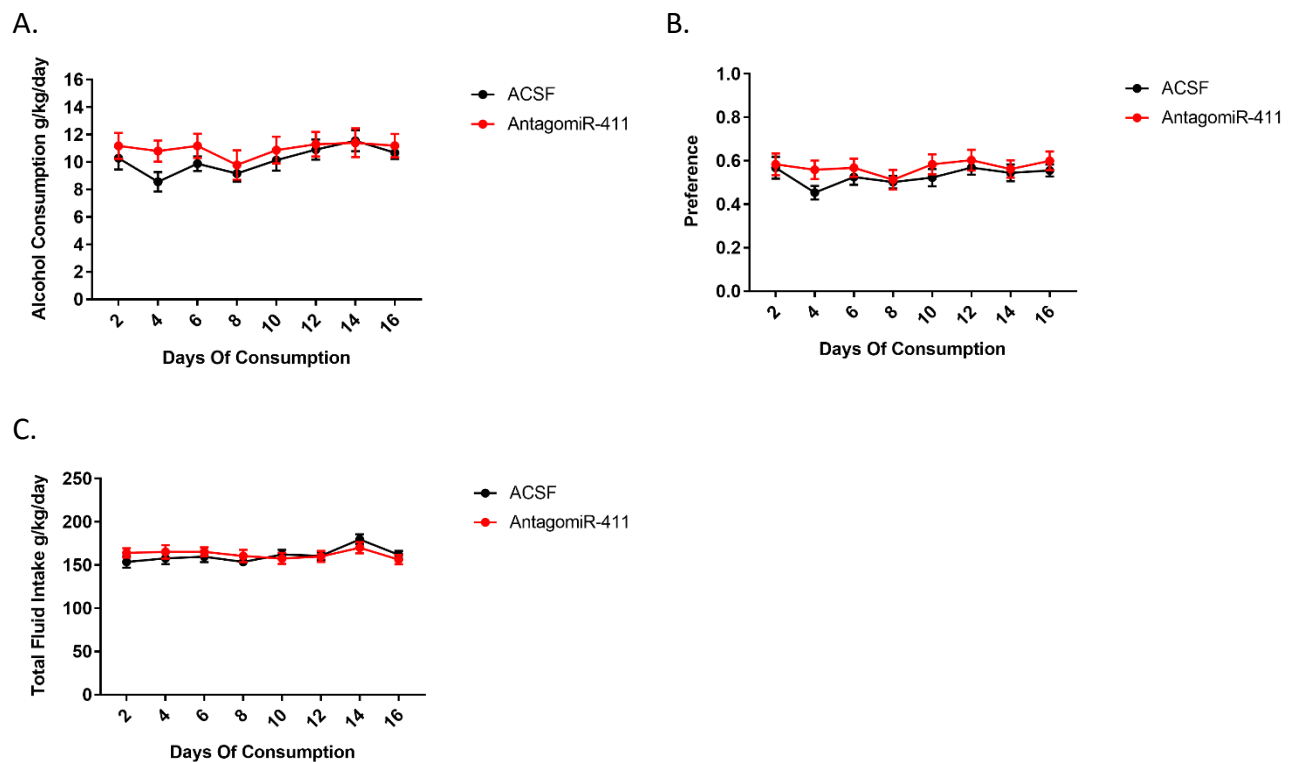 A.
Alcohol Consumption g/kg/day
16
14
12
10
8
6
4
2
0
2 4 6 8 10 12 14 16
Days Of Consumption
ACSF
AntagomiR-411
B.
Preference
1.0
0.8
0.6
0.4
0.2
0.0
2 4 6 8 10 12 14 16
Days Of Consumption
ACSF
AntagomiR-411
C.
Total Fluid Intake g/kg/day
250
200
150
100
50
0
2 4 6 8 10 12 14 16
Days Of Consumption
ACSF
AntagomiR-411